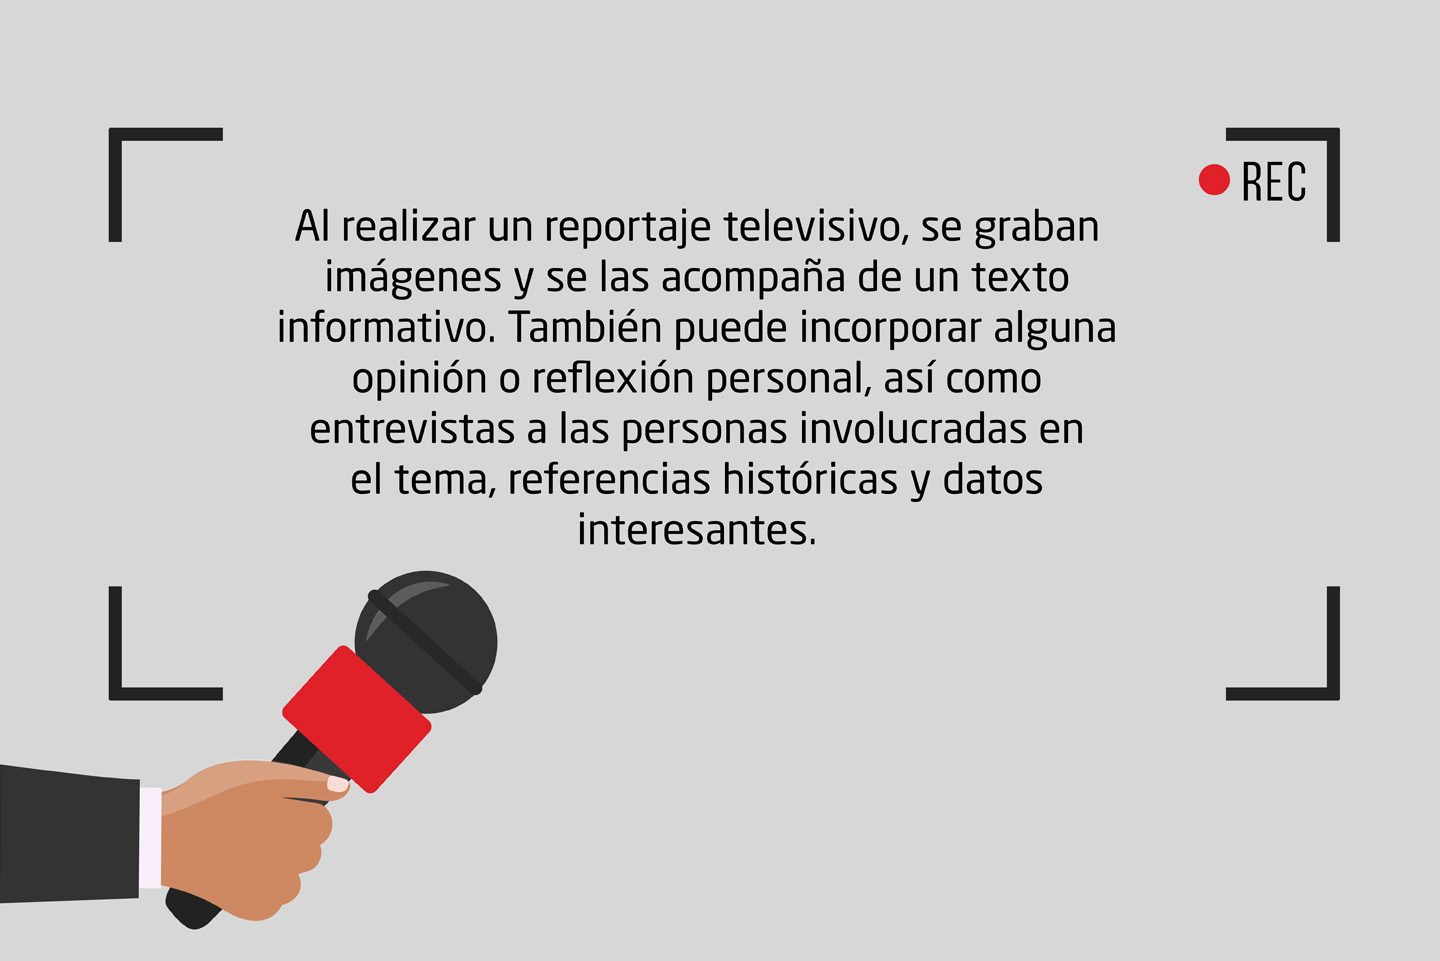 REC
Al realizar un reportaje televisivo, se graban
imágenes y se las acompaña de un texto
informativo. También puede incorporar alguna
opinión o reflexión personal, así como
entrevistas a las personas involucradas en
el tema, referencias históricas y datos
interesantes.